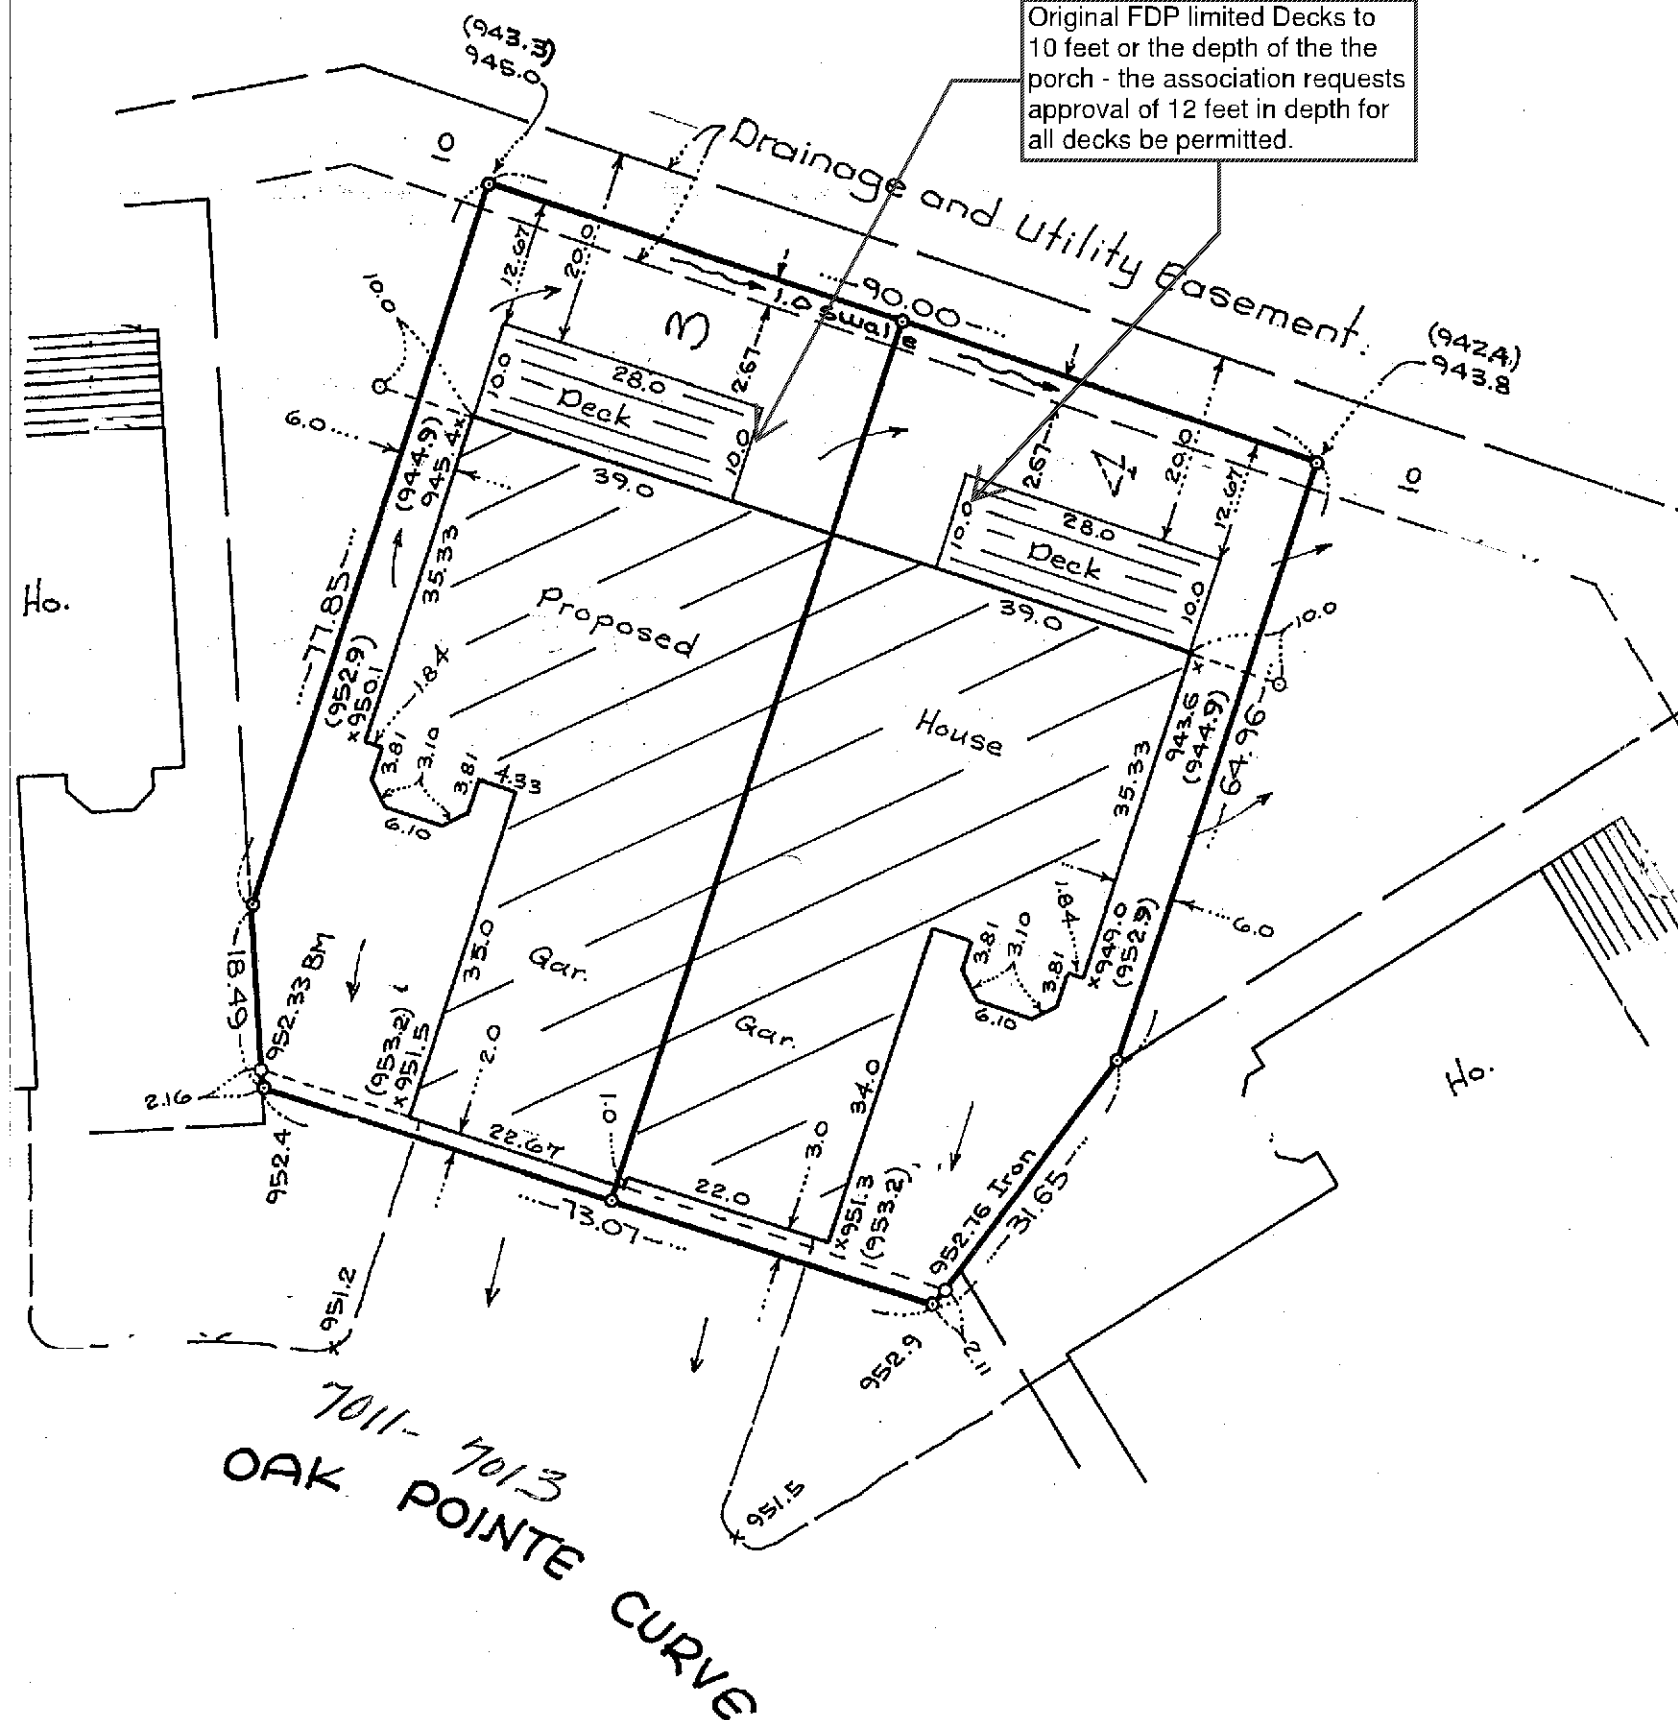 Original FDP limited Decks to
10 feet or the depth of the the
porch - the association requests
approval of 12 feet in depth for
all decks be permitted.
(943.3)
945.0
10
Drainage and Utility Easement.
12.67
20.0
10.0
3
1.0 Swale
90.00
(942.4)
943.8
10.0
28.0
Deck
2.67
10.0
6.0
(944.9)
945.4x
39.0
4
2.67
20.0
12.67
10
10.0
28.0
Deck
10.0
39.0
10.0
35.33
77.85
Ho.
Proposed
House
(952.9)
x950.1
1.84
3.81
3.10
3.81
4.33
6.10
943.6
(944.9)
64.96
35.33
1.84
3.81
3.10
3.81
6.10
x949.0
(952.9)
6.0
18.49
952.33 BM
35.0
Gar.
Gar.
(953.2)
x951.5
2.0
34.0
Ho.
2.16
952.4
22.67
1.0
22.0
3.0
x951.3
(953.2)
952.76 Iron
31.65
73.07
951.2
952.9
2.11
951.5
7011- 7013
OAK POINTE CURVE